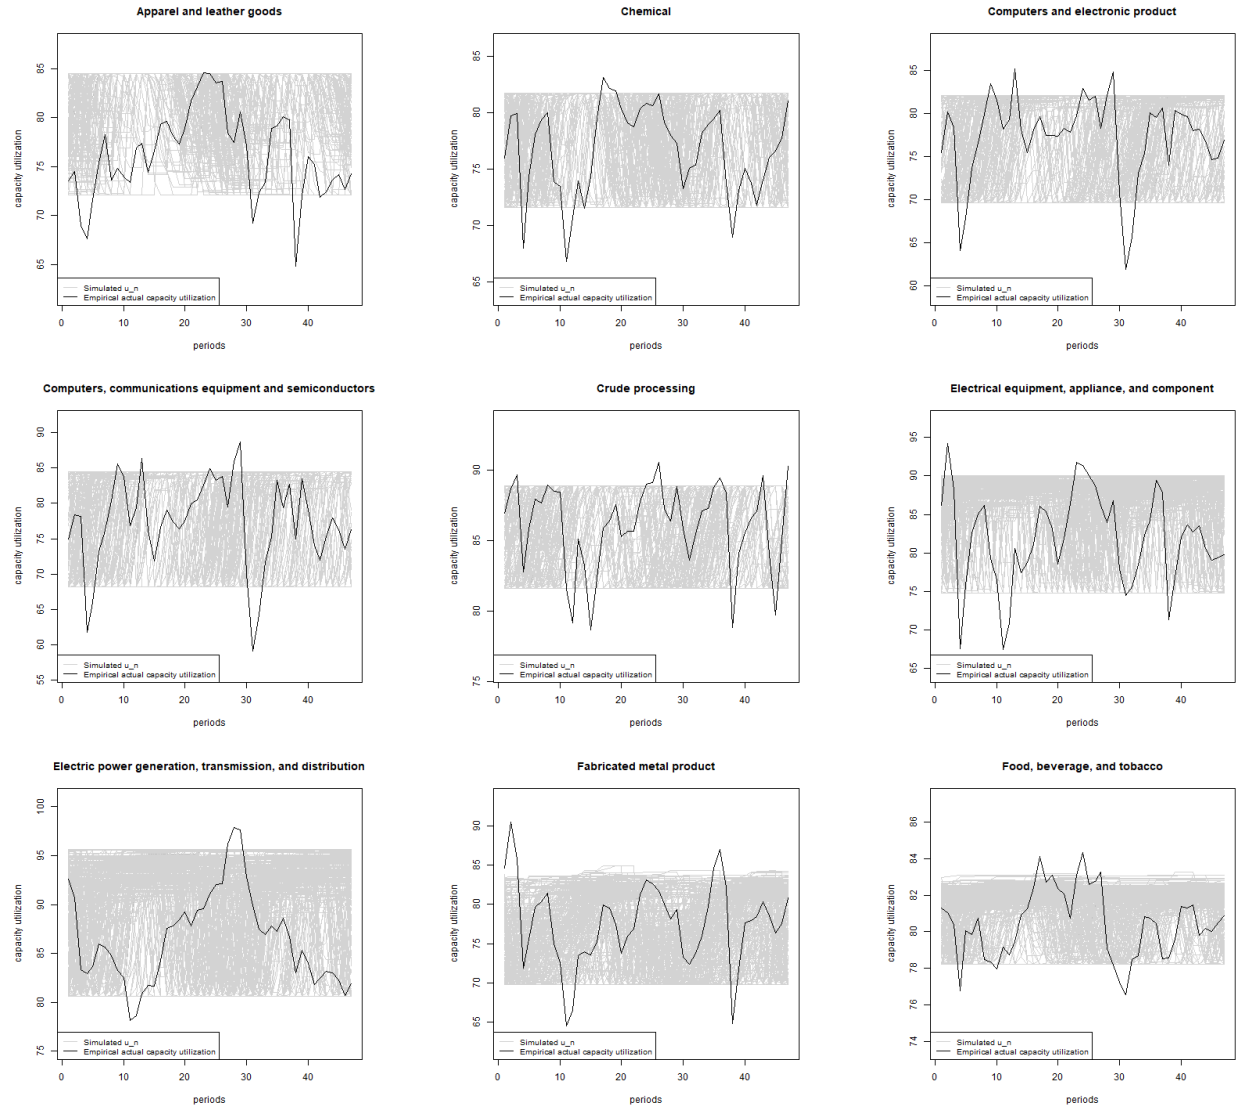 Apparel and leather goods
Chemical
Computers and electronic product
capacity utilization
85
80
75
70
65
Simulated u_n
Empirical actual capacity utilization
0 10 20 30 40
periods
capacity utilization
85
80
75
70
65
Simulated u_n
Empirical actual capacity utilization
0 10 20 30 40
periods
capacity utilization
85
80
75
70
65
60
Simulated u_n
Empirical actual capacity utilization
0 10 20 30 40
periods
Computers, communications equipment and semiconductors
Crude processing
Electrical equipment, appliance, and component
capacity utilization
90
85
80
75
70
65
60
55
Simulated u_n
Empirical actual capacity utilization
0 10 20 30 40
periods
capacity utilization
90
85
80
75
Simulated u_n
Empirical actual capacity utilization
0 10 20 30 40
periods
capacity utilization
95
90
85
80
75
70
65
Simulated u_n
Empirical actual capacity utilization
0 10 20 30 40
periods
Electric power generation, transmission, and distribution
Fabricated metal product
Food, beverage, and tobacco
capacity utilization
100
95
90
85
80
75
Simulated u_n
Empirical actual capacity utilization
0 10 20 30 40
periods
capacity utilization
90
85
80
75
70
65
Simulated u_n
Empirical actual capacity utilization
0 10 20 30 40
periods
capacity utilization
86
84
82
80
78
76
74
Simulated u_n
Empirical actual capacity utilization
0 10 20 30 40
periods